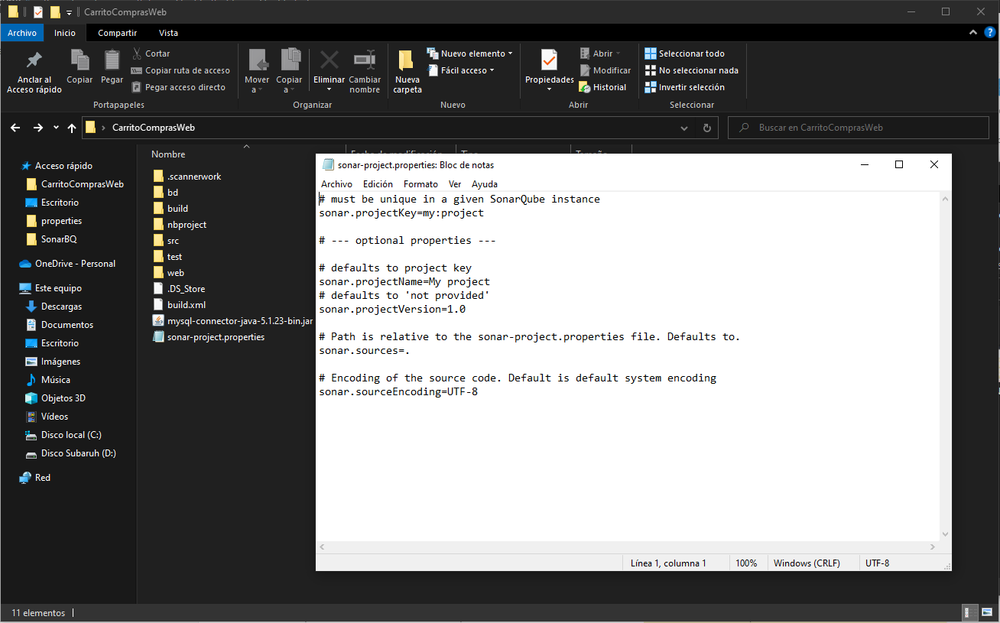 CarritoComprasWeb
Archivo Inicio Compartir Vista
Anclar al Acceso rápido
Copiar
Pegar
Cortar
Copiar ruta de acceso
Pegar acceso directo
Portapapeles
Mover a
Copiar a
Eliminar
Cambiar nombre
Organizar
Nueva carpeta
Nuevo elemento
Fácil acceso
Nuevo
Propiedades
Abrir
Modificar
Historial
Abrir
Seleccionar todo
No seleccionar nada
Invertir selección
Seleccionar
CarritoComprasWeb
Buscar en CarritoComprasWeb
Acceso rápido
CarritoComprasWeb
Escritorio
properties
SonarBQ
OneDrive - Personal
Este equipo
Descargas
Documentos
Escritorio
Imágenes
Música
Objetos 3D
Vídeos
Disco local (C:)
Disco Subaruh (D:)
Red
Nombre Fecha de modificación Tipo Tamaño
.scannerwork
bd
build
nbproject
src
test
web
.DS_Store
build.xml
mysql-connector-java-5.1.23-bin.jar
sonar-project.properties
sonar-project.properties: Bloc de notas
Archivo Edición Formato Ver Ayuda
# must be unique in a given SonarQube instance
sonar.projectKey=my:project
# --- optional properties ---
# defaults to project key
sonar.projectName=My project
# defaults to 'not provided'
sonar.projectVersion=1.0
# Path is relative to the sonar-project.properties file. Defaults to.
sonar.sources=.
# Encoding of the source code. Default is default system encoding
sonar.sourceEncoding=UTF-8
Línea 1, columna 1 100% Windows (CRLF) UTF-8
11 elementos